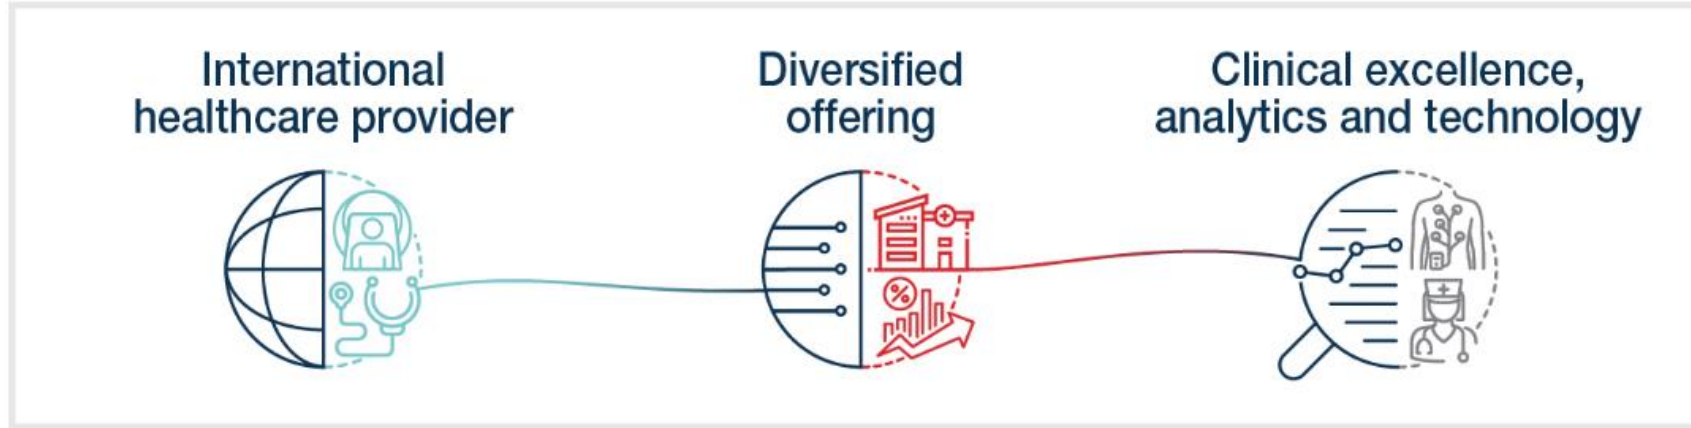 International
healthcare provider
Diversified
offering
Clinical excellence,
analytics and technology
%